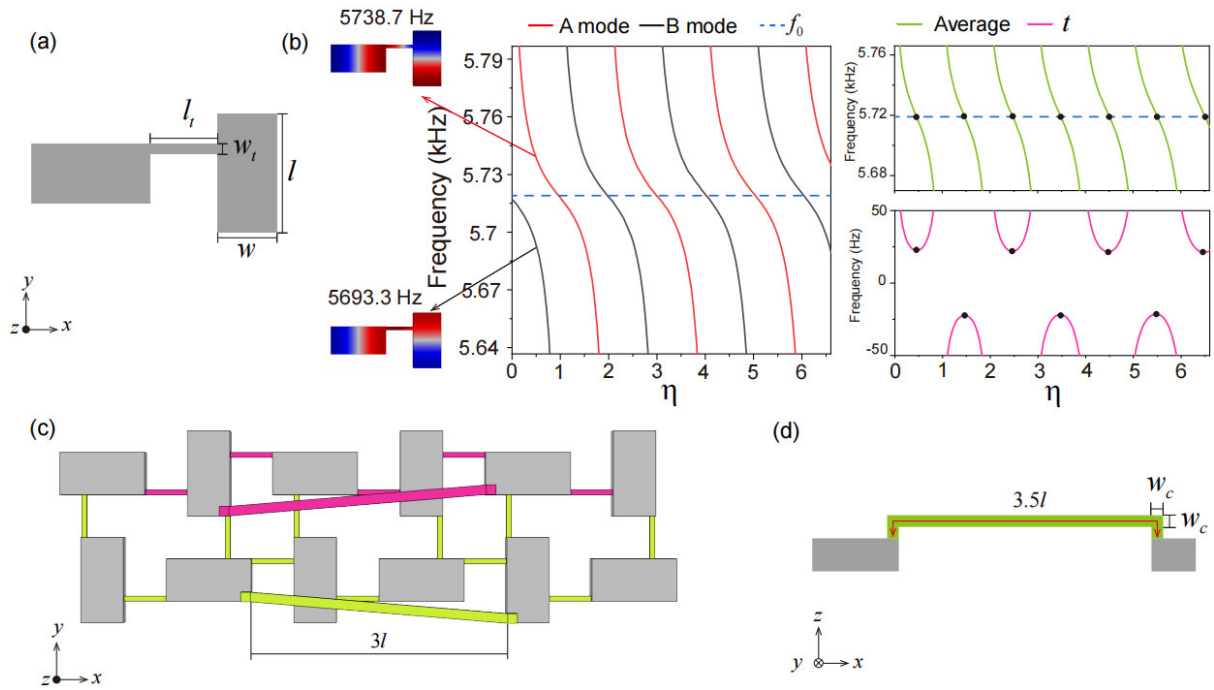 (a)
l_t
w_t
l
w
y
z
x
(b)
5738.7 Hz
5693.3 Hz
A mode
B mode
f_0
Frequency (kHz)
5.79
5.76
5.73
5.7
5.67
5.64
0 1 2 3 4 5 6
η
Average
t
Frequency (kHz)
5.76
5.72
5.68
Frequency (Hz)
50
0
-50
0 1 2 3 4 5 6
η
(c)
3l
y
z
x
(d)
3.5l
w_c
w_c
z
y
x